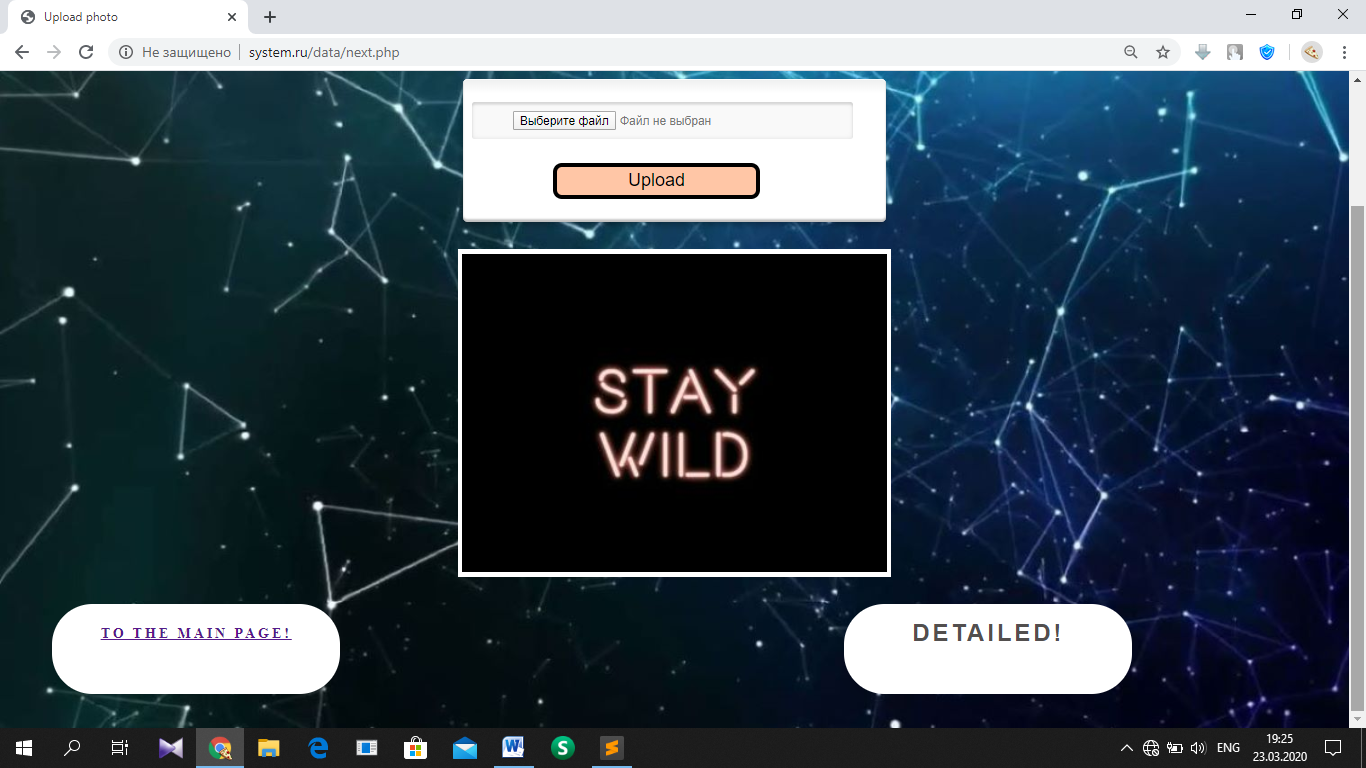 Upload photo
Не защищено
system.ru/data/next.php
Выберите файл Файл не выбран
Upload
STAY
WILD
TO THE MAIN PAGE!
DETAILED!
ENG
19:25
23.03.2020